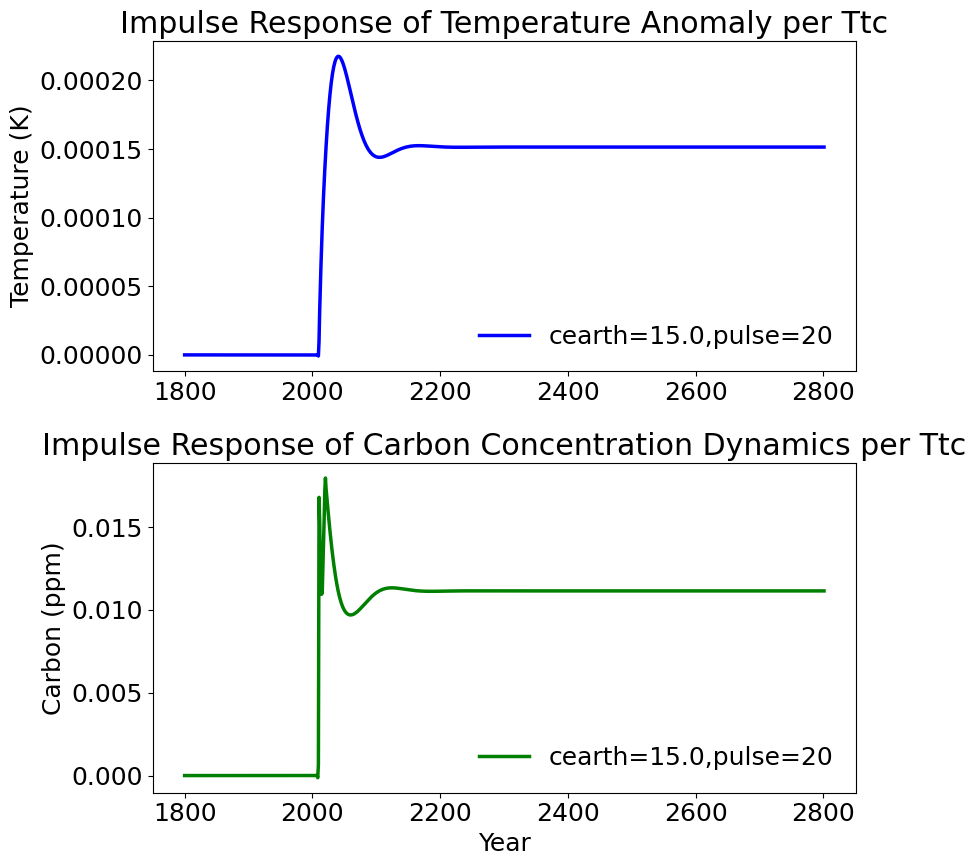 Impulse Response of Temperature Anomaly per Ttc
Temperature (K)
0.00020
0.00015
0.00010
0.00005
0.00000
cearth=15.0,pulse=20
1800 2000 2200 2400 2600 2800
Impulse Response of Carbon Concentration Dynamics per Ttc
Carbon (ppm)
0.015
0.010
0.005
0.000
cearth=15.0,pulse=20
1800 2000 2200 2400 2600 2800
Year